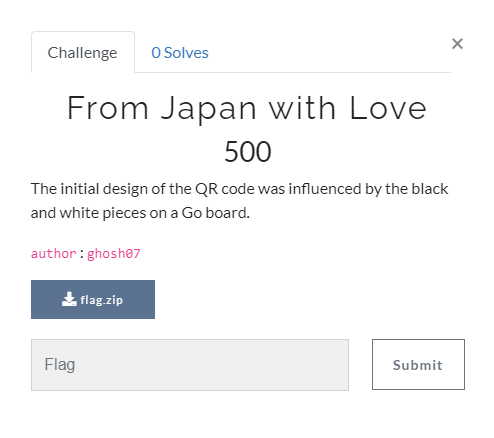 Challenge
0 Solves
×
From Japan with Love
500
The initial design of the QR code was influenced by the black
and white pieces on a Go board.
author:ghosh07
flag.zip
Flag
Submit